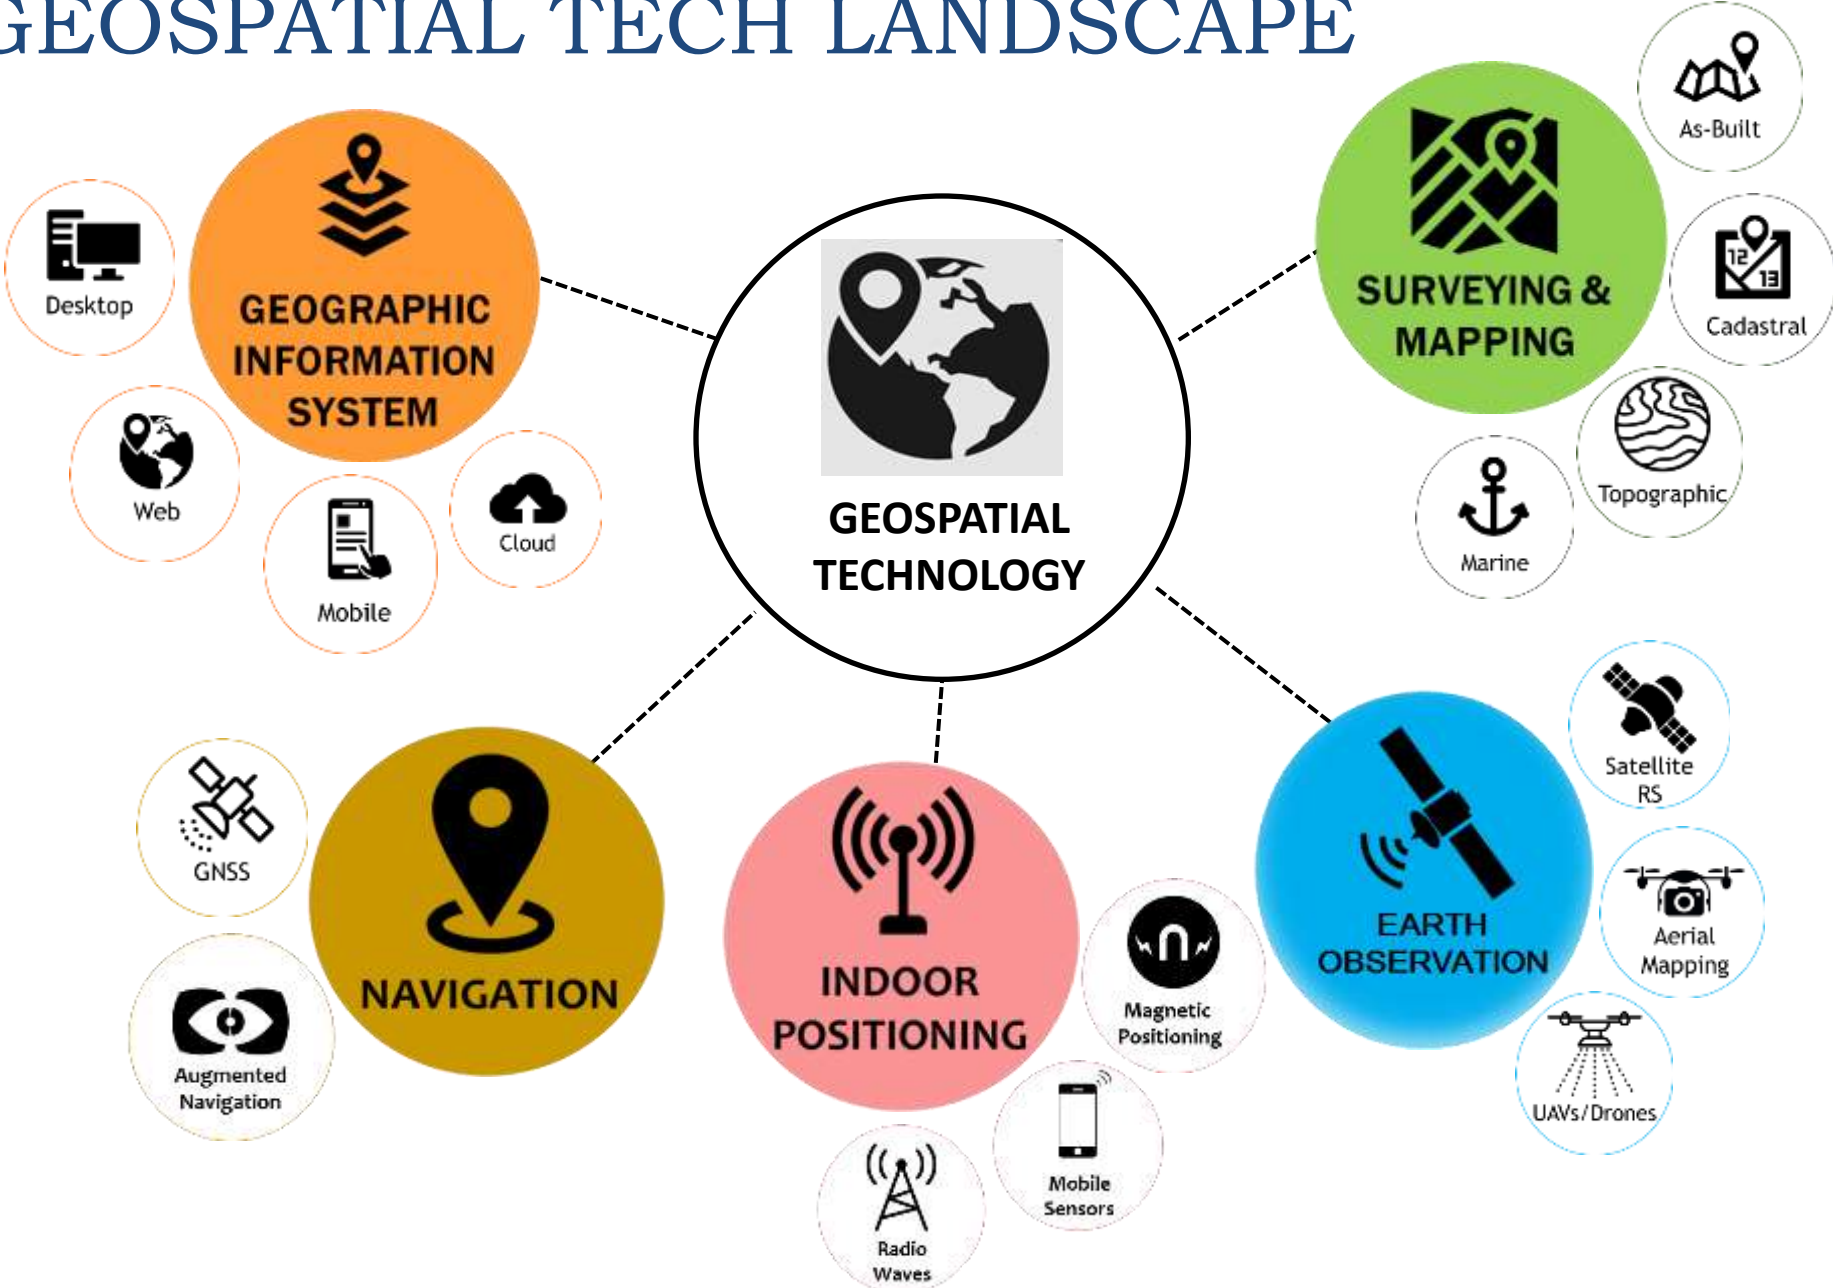 GEOSPATIAL TECH LANDSCAPE
GEOGRAPHIC
INFORMATION
SYSTEM
Desktop
Web
Mobile
Cloud
GEOSPATIAL
TECHNOLOGY
SURVEYING &
MAPPING
As-Built
12
13
Cadastral
Topographic
Marine
NAVIGATION
GNSS
Augmented
Navigation
INDOOR
POSITIONING
Magnetic
Positioning
Mobile
Sensors
Radio
Waves
EARTH
OBSERVATION
Satellite
RS
Aerial
Mapping
UAVs/Drones